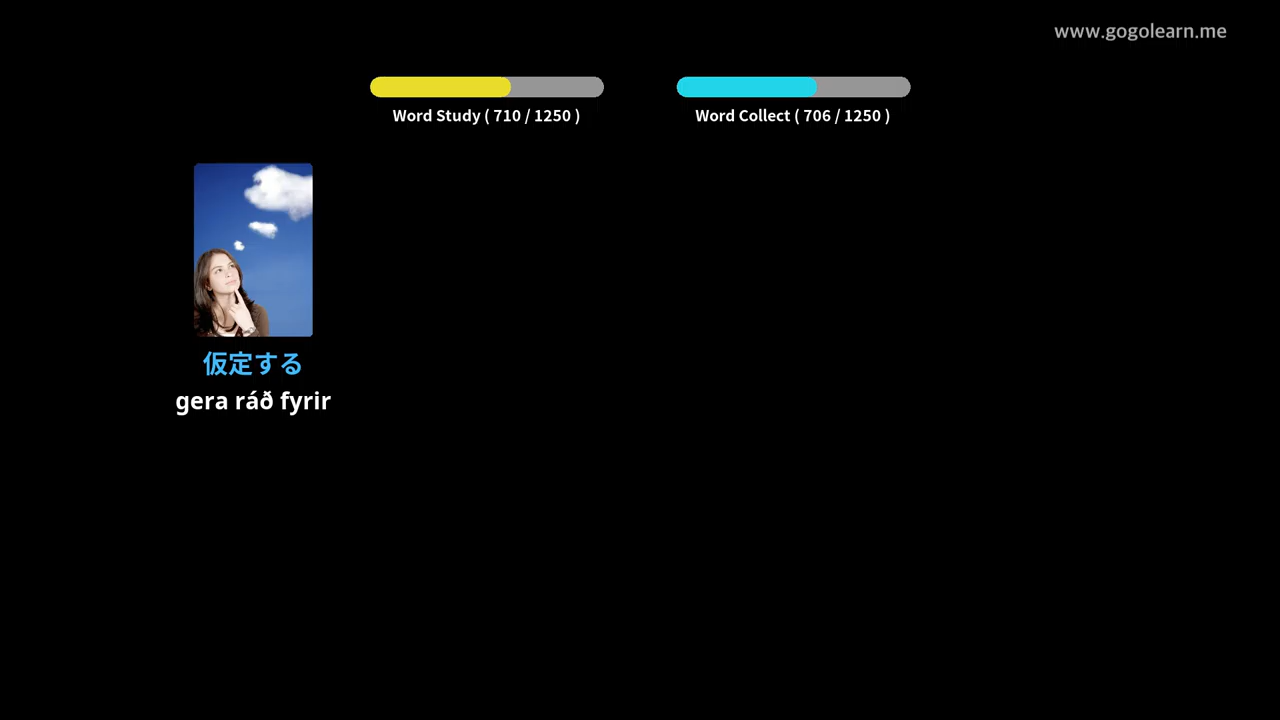 www.gogolearn.me
Word Study ( 710 / 1250 )
Word Collect ( 706 / 1250 )
仮定する
gera ráð fyrir